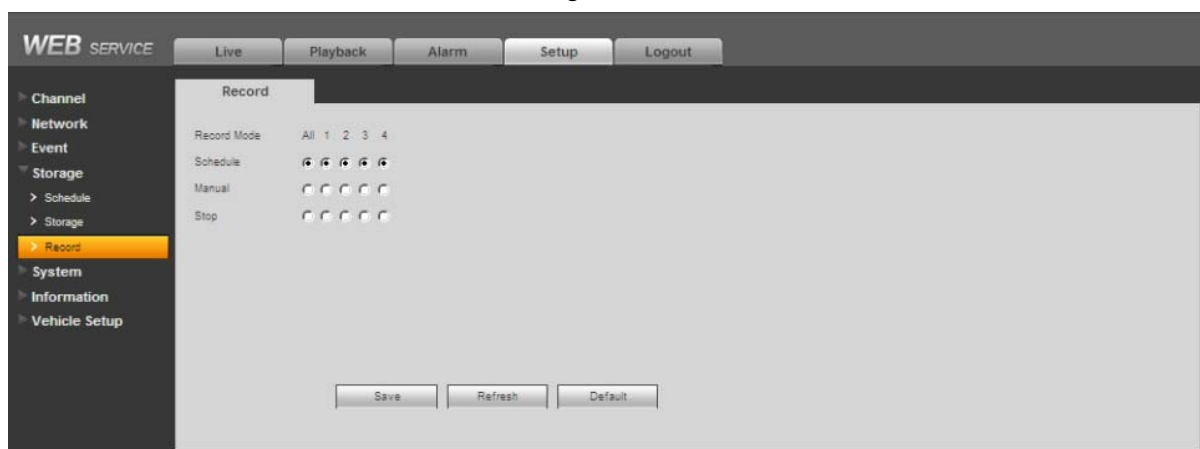 WEB SERVICE
Live Playback Alarm Setup Logout
Channel
Network
Event
Storage
> Schedule
> Storage
> Record
System
Information
Vehicle Setup
Record
Record Mode All 1 2 3 4
Schedule
Manual
Stop
Save Refresh Default